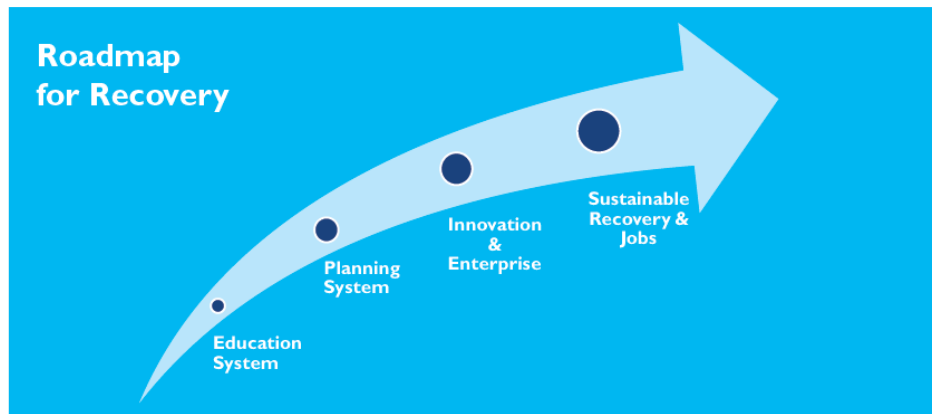 Roadmap
for Recovery
Education
System
Planning
System
Innovation
&
Enterprise
Sustainable
Recovery &
Jobs